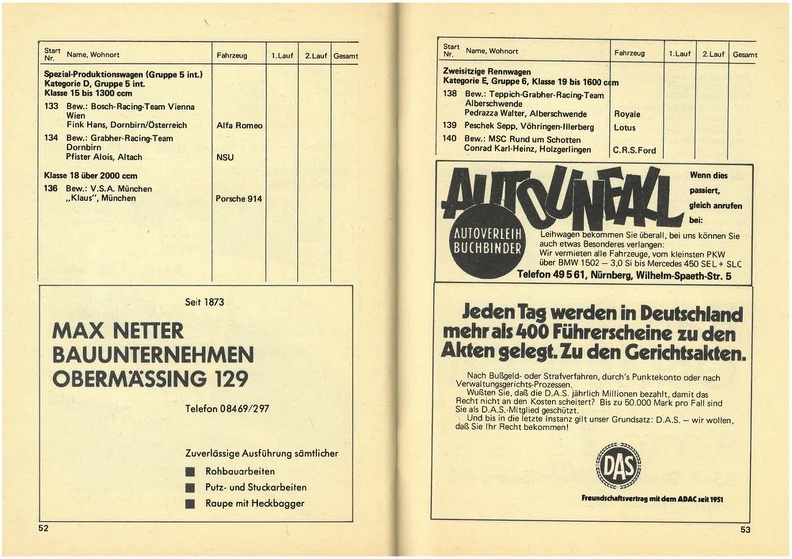 Start Nr. Name, Wohnort Fahrzeug 1.Lauf 2.Lauf Gesamt
Spezial-Produktionswagen (Gruppe 5 int.)
Kategorie D, Gruppe 5 int.
Klasse 15 bis 1300 ccm
133 Bew.: Bosch-Racing-Team Vienna
Wien
Fink Hans, Dornbirn/Österreich Alfa Romeo
134 Bew.: Grabher-Racing-Team
Dornbirn
Pfister Alois, Altach NSU
Klasse 18 über 2000 ccm
136 Bew.: V.S.A. München
„Klaus", München Porsche 914
Seit 1873
MAX NETTER
BAUUNTERNEHMEN
OBERMÄSSING 129
Telefon 08469/297
Zuverlässige Ausführung sämtlicher
Rohbauarbeiten
Putz- und Stuckarbeiten
Raupe mit Heckbagger
52
Start Nr. Name, Wohnort Fahrzeug 1.Lauf 2.Lauf Gesamt
Zweisitzige Rennwagen
Kategorie E, Gruppe 6, Klasse 19 bis 1600 ccm
138 Bew.: Teppich-Grabher-Racing-Team
Alberschwende
Pedrazza Walter, Alberschwende Royale
139 Peschek Sepp, Vöhringen-Illerberg Lotus
140 Bew.: MSC Rund um Schotten
Conrad Karl-Heinz, Holzgerlingen C.R.S.Ford
AUTOUNFALL
Wenn dies
passiert,
gleich anrufen
bei:
AUTOVERLEIH
BUCHBINDER
Leihwagen bekommen Sie überall, bei uns können Sie
auch etwas Besonderes verlangen:
Wir vermieten alle Fahrzeuge, vom kleinsten PKW
über BMW 1502 – 3,0 Si bis Mercedes 450 SEL + SLC
Telefon 49 5 61, Nürnberg, Wilhelm-Spaeth-Str. 5
Jeden Tag werden in Deutschland
mehr als 400 Führerscheine zu den
Akten gelegt. Zu den Gerichtsakten.
Nach Bußgeld- oder Strafverfahren, durch's Punktekonto oder nach
Verwaltungsgerichts-Prozessen.
Wußten Sie, daß die D.A.S. jährlich Millionen bezahlt, damit das
Recht nicht an den Kosten scheitert? Bis zu 50.000 Mark pro Fall sind
Sie als D.A.S.-Mitglied geschützt.
Und bis in die letzte Instanz gilt unser Grundsatz: D.A.S. – wir wollen,
daß Sie Ihr Recht bekommen!
DAS
Freundschaftsvertrag mit dem ADAC seit 1951
53